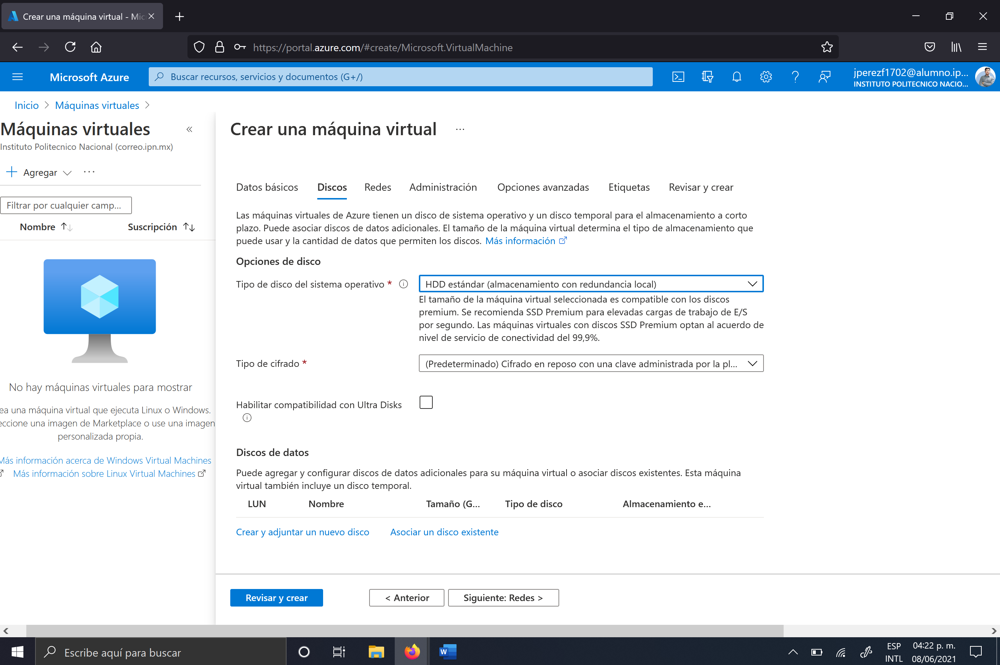 Crear una máquina virtual - Mic
https://portal.azure.com/#create/Microsoft.VirtualMachine
Microsoft Azure
Buscar recursos, servicios y documentos (G+/)
jperezf1702@alumno.ip...
INSTITUTO POLITECNICO NACIO...
Inicio > Máquinas virtuales >
Máquinas virtuales
«
Instituto Politecnico Nacional (correo.ipn.mx)
+ Agregar
...
Filtrar por cualquier camp...
Nombre ↑↓
Suscripción ↑↓
No hay máquinas virtuales para mostrar
ea una máquina virtual que ejecuta Linux o Windows.
eccione una imagen de Marketplace o use una imagen
personalizada propia.
Más información acerca de Windows Virtual Machines
Más información sobre Linux Virtual Machines
Crear una máquina virtual
...
Datos básicos
Discos
Redes
Administración
Opciones avanzadas
Etiquetas
Revisar y crear
Las máquinas virtuales de Azure tienen un disco de sistema operativo y un disco temporal para el almacenamiento a corto
plazo. Puede asociar discos de datos adicionales. El tamaño de la máquina virtual determina el tipo de almacenamiento que
puede usar y la cantidad de datos que permiten los discos. Más información
Opciones de disco
Tipo de disco del sistema operativo *
HDD estándar (almacenamiento con redundancia local)
El tamaño de la máquina virtual seleccionada es compatible con los discos
premium. Se recomienda SSD Premium para elevadas cargas de trabajo de E/S
por segundo. Las máquinas virtuales con discos SSD Premium optan al acuerdo de
nivel de servicio de conectividad del 99,9%.
Tipo de cifrado *
(Predeterminado) Cifrado en reposo con una clave administrada por la pl...
Habilitar compatibilidad con Ultra Disks
Discos de datos
Puede agregar y configurar discos de datos adicionales para su máquina virtual o asociar discos existentes. Esta máquina
virtual también incluye un disco temporal.
LUN
Nombre
Tamaño (G...
Tipo de disco
Almacenamiento e...
Crear y adjuntar un nuevo disco
Asociar un disco existente
Revisar y crear
< Anterior
Siguiente: Redes >
Escribe aquí para buscar
W
ESP
INTL
04:22 p. m.
08/06/2021